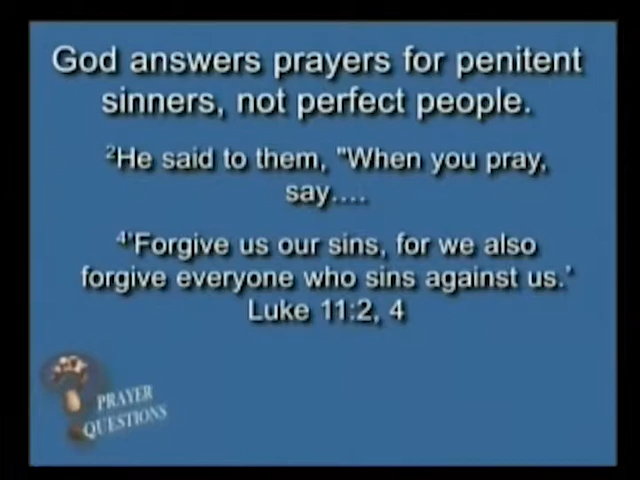 God answers prayers for penitent
sinners, not perfect people.
²He said to them, "When you pray,
say....
⁴'Forgive us our sins, for we also
forgive everyone who sins against us.'
Luke 11:2, 4
PRAYER
QUESTIONS